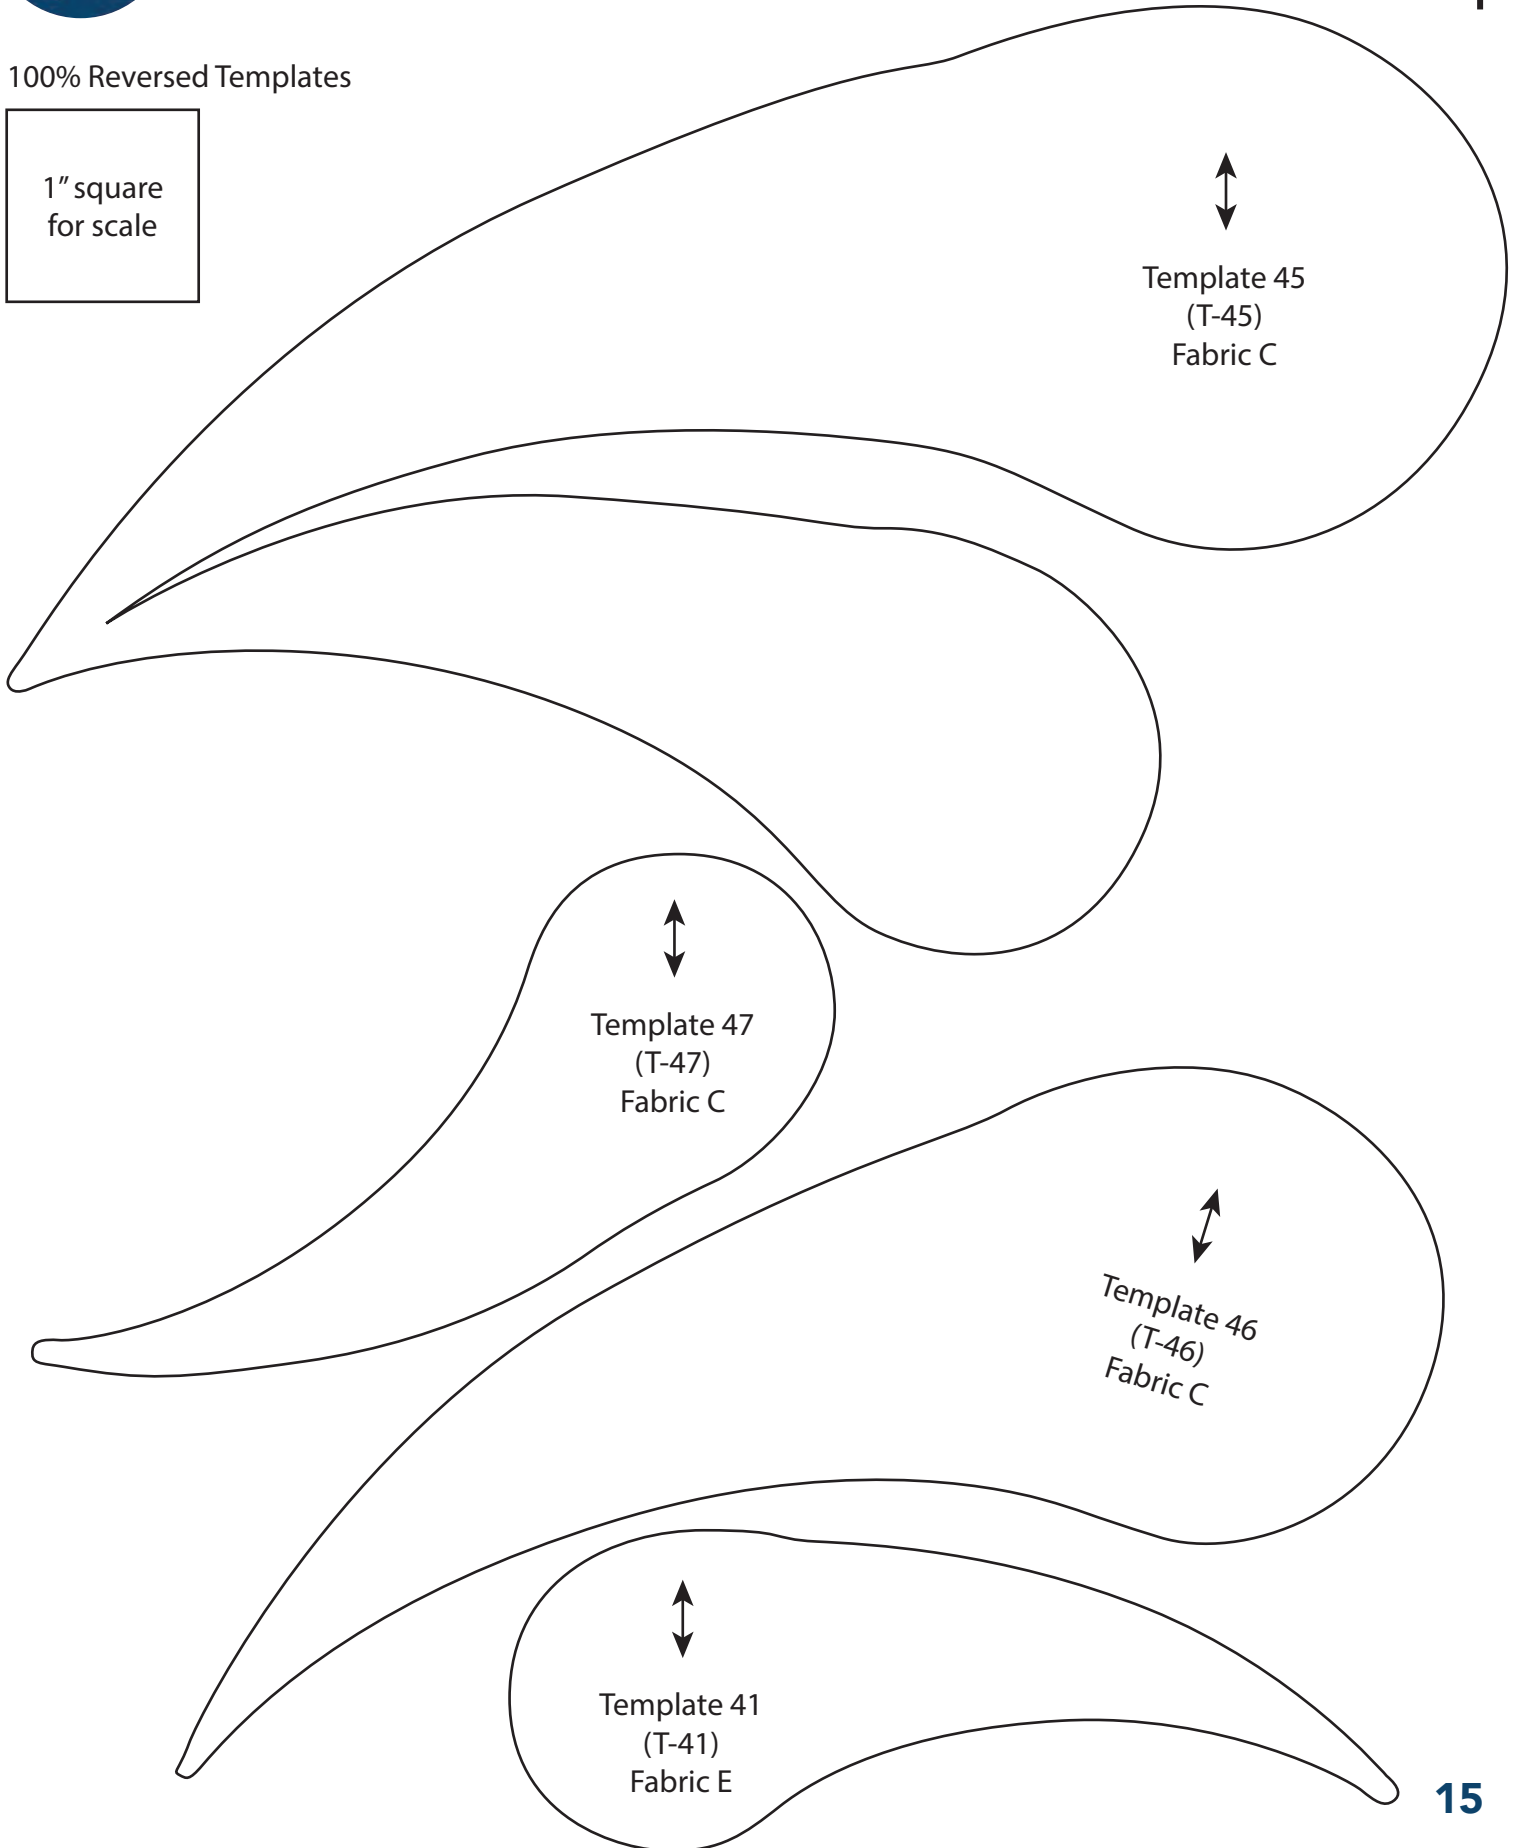 100% Reversed Templates
1” square
for scale
Template 45
(T-45)
Fabric C
Template 47
(T-47)
Fabric C
Template 46
(T-46)
Fabric C
Template 41
(T-41)
Fabric E
15